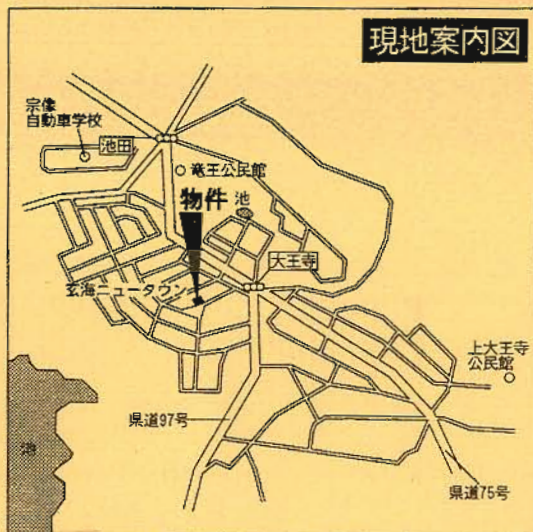 現地案内図
宗像
自動車学校
池田
竜王公民館
物件
池
大王寺
玄海ニュータウン
上大王寺
公民館
県道97号
池
県道75号